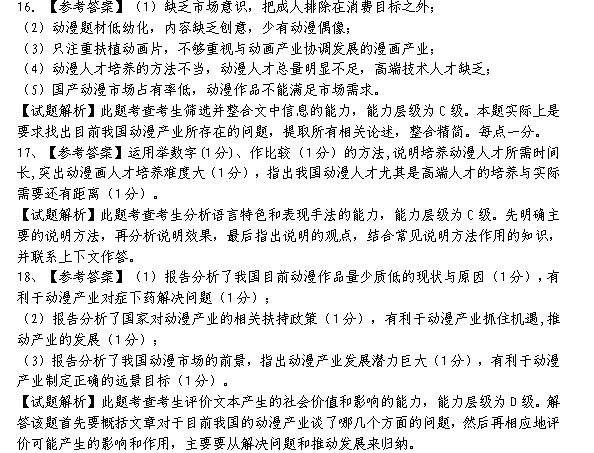 16. 【参考答案】（1）缺乏市场意识，把成人排除在消费目标之外；
（2）动漫题材低幼化，内容缺乏创意，少有动漫偶像；
（3）只注重扶植动画片，不够重视与动画产业协调发展的漫画产业；
（4）动漫人才培养的方法不当，动漫人才总量明显不足，高端技术人才缺乏；
（5）国产动漫市场占有率低，动漫作品不能满足市场需求。
【试题解析】此题考查考生筛选并整合文中信息的能力，能力层级为 C 级。本题实际上是
要求找出目前我国动漫产业所存在的问题，提取所有相关论述，整合精简。每点一分。
17、【参考答案】运用举数字(1分)、作比较（1分）的方法,说明培养动漫人才所需时间
长,突出动漫画人才培养难度大（1分），指出我国动漫人才尤其是高端人才的培养与实际
需要还有距离（1分）。
【试题解析】此题考查考生分析语言特色和表现手法的能力，能力层级为 C 级。先明确主
要的说明方法，再分析说明效果，最后指出说明的观点，结合常见说明方法作用的知识，
并联系上下文作答。
18、【参考答案】（1）报告分析了我国目前动漫作品量少质低的现状与原因（1分），有
利于动漫产业对症下药解决问题（1分）；
（2）报告分析了国家对动漫产业的相关扶持政策（1分），有利于动漫产业抓住机遇,推
动产业的发展（1分）；
（3）报告分析了我国动漫市场的前景，指出动漫产业发展潜力巨大（1分），有利于动漫
产业制定正确的远景目标（1分）。
【试题解析】此题考查考生评价文本产生的社会价值和影响的能力，能力层级为 D 级。解
答该题首先要概括文章对于目前我国的动漫产业谈了哪几个方面的问题，然后再相应地评
价可能产生的影响和作用，主要要从解决问题和推动发展来归纳。